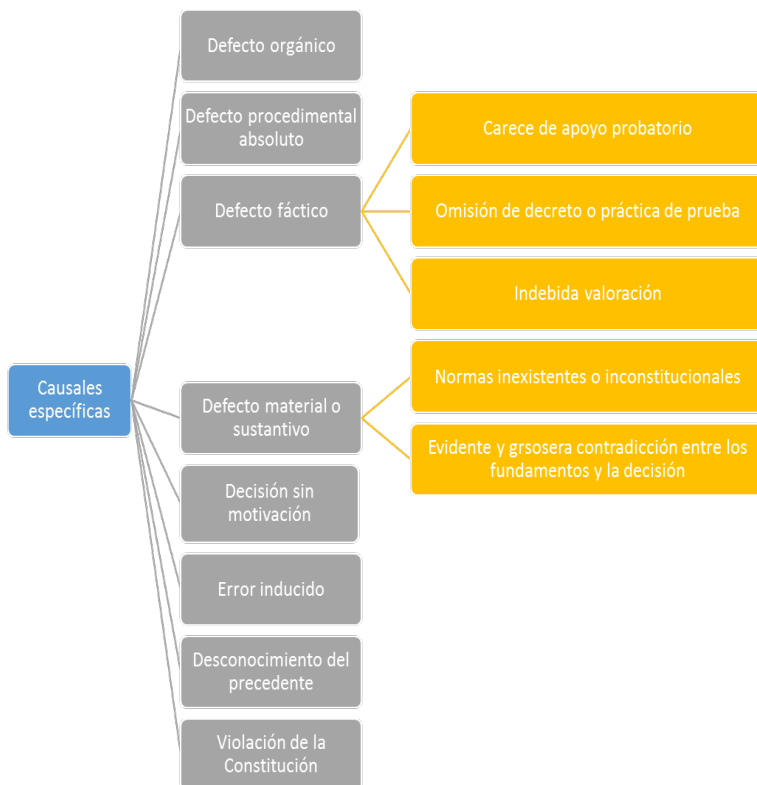 Defecto orgánico
Defecto procedimental
absoluto
Carece de apoyo probatorio
Defecto fáctico
Omisión de decreto o práctica de prueba
Indebida valoración
Causales
específicas
Defecto material o
sustantivo
Normas inexistentes o inconstitucionales
Evidente y grsosera contradicción entre los
fundamentos y la decisión
Decisión sin
motivación
Error inducido
Desconocimiento del
precedente
Violación de la
Constitución